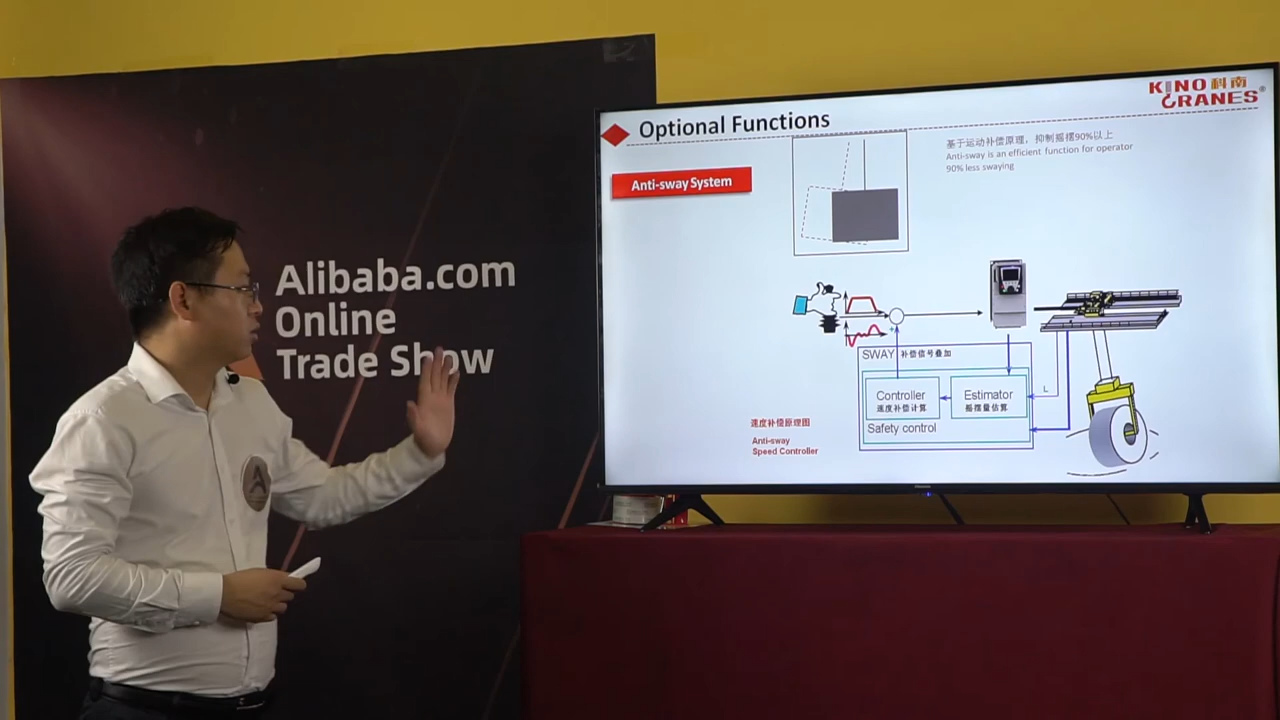 Alibaba.com
Online
Trade Show
A
KINO 科南
CRANES®
Optional Functions
Anti-sway System
基于运动补偿原理，抑制摇摆90%以上
Anti-sway is an efficient function for operator
90% less swaying
SWAY 补偿信号叠加
Controller
速度补偿计算
Estimator
摇摆量估算
L
Safety control
速度补偿原理图
Anti-sway
Speed Controller